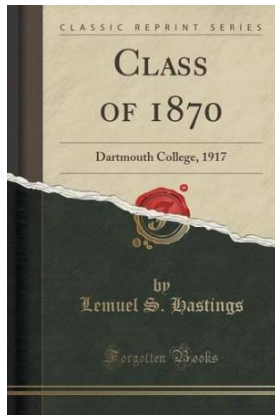 CLASSIC REPRINT SERIES
CLASS
OF 1870
Dartmouth College, 1917
by
Lemuel S. Hastings
Forgotten Books